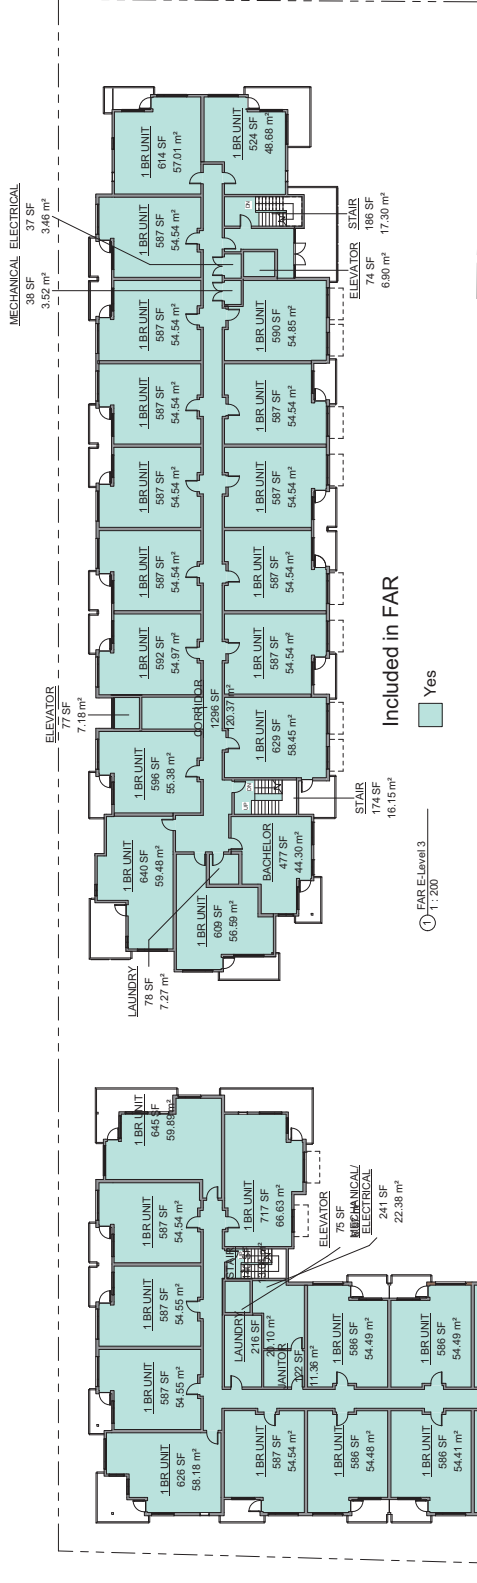 1 BR UNIT
614 SF
57.01 m²
1 BR UNIT
524 SF
48.68 m²
MECHANICAL
38 SF
3.52 m²
ELECTRICAL
37 SF
3.46 m²
1 BR UNIT
587 SF
54.54 m²
STAIR
186 SF
17.30 m²
DN
ELEVATOR
74 SF
6.90 m²
1 BR UNIT
587 SF
54.54 m²
1 BR UNIT
590 SF
54.85 m²
1 BR UNIT
587 SF
54.54 m²
1 BR UNIT
587 SF
54.54 m²
1 BR UNIT
587 SF
54.54 m²
1 BR UNIT
587 SF
54.54 m²
1 BR UNIT
587 SF
54.54 m²
1 BR UNIT
587 SF
54.54 m²
1 BR UNIT
592 SF
54.97 m²
1 BR UNIT
587 SF
54.54 m²
ELEVATOR
77 SF
7.18 m²
CORRIDOR
1296 SF
20.37 m²
1 BR UNIT
629 SF
58.45 m²
1 BR UNIT
596 SF
55.38 m²
UP
DN
STAIR
174 SF
16.15 m²
1 BR UNIT
640 SF
59.48 m²
BACHELOR
477 SF
44.30 m²
1 BR UNIT
609 SF
56.59 m²
LAUNDRY
78 SF
7.27 m²
Included in FAR
Yes
1
FAR E-Level 3
1 : 200
1 BR UNIT
645 SF
59.89 m²
1 BR UNIT
717 SF
66.63 m²
1 BR UNIT
587 SF
54.54 m²
STAIR
ELEVATOR
75 SF
MECHANICAL/
ELECTRICAL
241 SF
22.38 m²
1 BR UNIT
587 SF
54.55 m²
LAUNDRY
216 SF
20.10 m²
JANITOR
122 SF
11.36 m²
1 BR UNIT
586 SF
54.49 m²
1 BR UNIT
586 SF
54.49 m²
1 BR UNIT
587 SF
54.55 m²
1 BR UNIT
626 SF
58.18 m²
1 BR UNIT
587 SF
54.54 m²
1 BR UNIT
586 SF
54.48 m²
1 BR UNIT
586 SF
54.41 m²